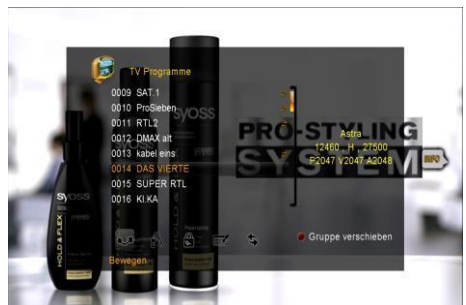 TV Programme
0009 SAT.1
0010 ProSieben
0011 RTL2
0012 DMAX alt
0013 kabel eins
0014 DAS VIERTE
0015 SUPER RTL
0016 KI.KA
Bewegen
Astra
12460 , H , 27500
P2047 V2047 A2048
INFO
Gruppe verschieben
PRO-STYLING
SYSTEM
syoss
HOLD & FLEX
syoss